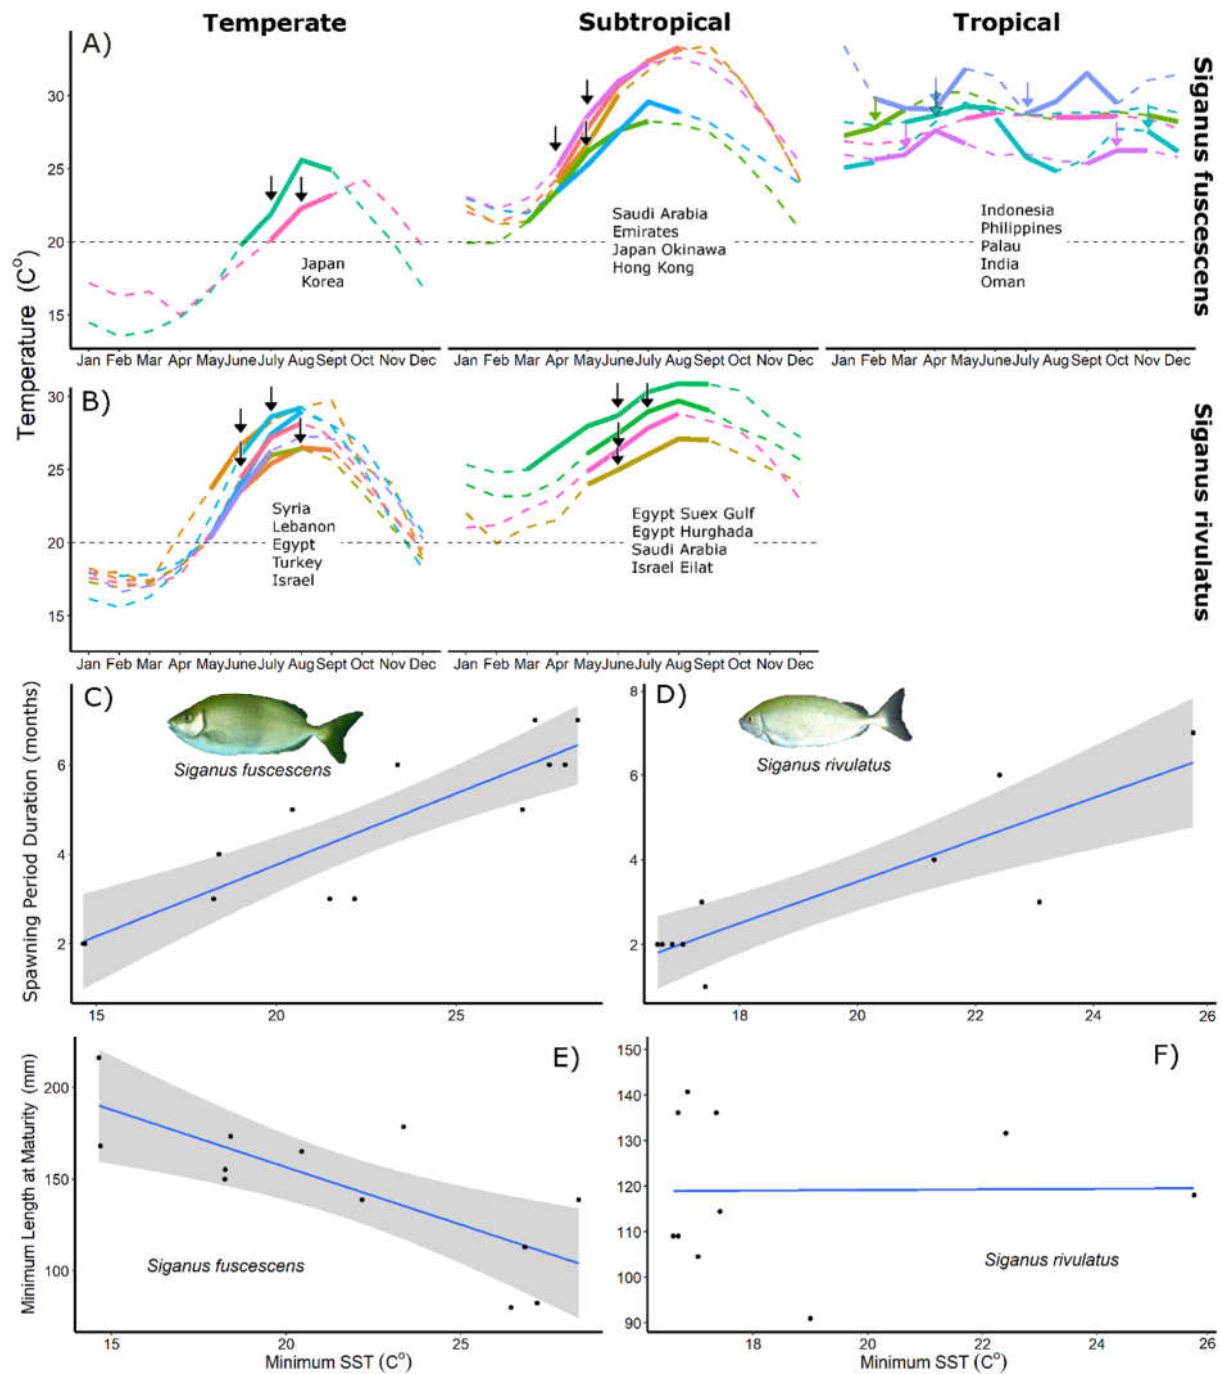 Temperate
Subtropical
Tropical
A)
Siganus fuscescens
Temperature (C°)
30
25
20
15
Japan
Korea
Saudi Arabia
Emirates
Japan Okinawa
Hong Kong
Indonesia
Philippines
Palau
India
Oman
Jan Feb Mar Apr May June July Aug Sept Oct Nov Dec
Jan Feb Mar Apr May June July Aug Sept Oct Nov Dec
Jan Feb Mar Apr May June July Aug Sept Oct Nov Dec
B)
Siganus rivulatus
30
25
20
15
Syria
Lebanon
Egypt
Turkey
Israel
Egypt Suex Gulf
Egypt Hurghada
Saudi Arabia
Israel Eilat
Jan Feb Mar Apr May June July Aug Sept Oct Nov Dec
Jan Feb Mar Apr May June July Aug Sept Oct Nov Dec
C)
Siganus fuscescens
Spawning Period Duration (months)
6
4
2
15 20 25
D)
Siganus rivulatus
8
6
4
2
18 20 22 24 26
E)
Siganus fuscescens
Minimum Length at Maturity (mm)
200
150
100
15 20 25
Minimum SST (C°)
F)
Siganus rivulatus
150
140
130
120
110
100
90
18 20 22 24 26
Minimum SST (C°)